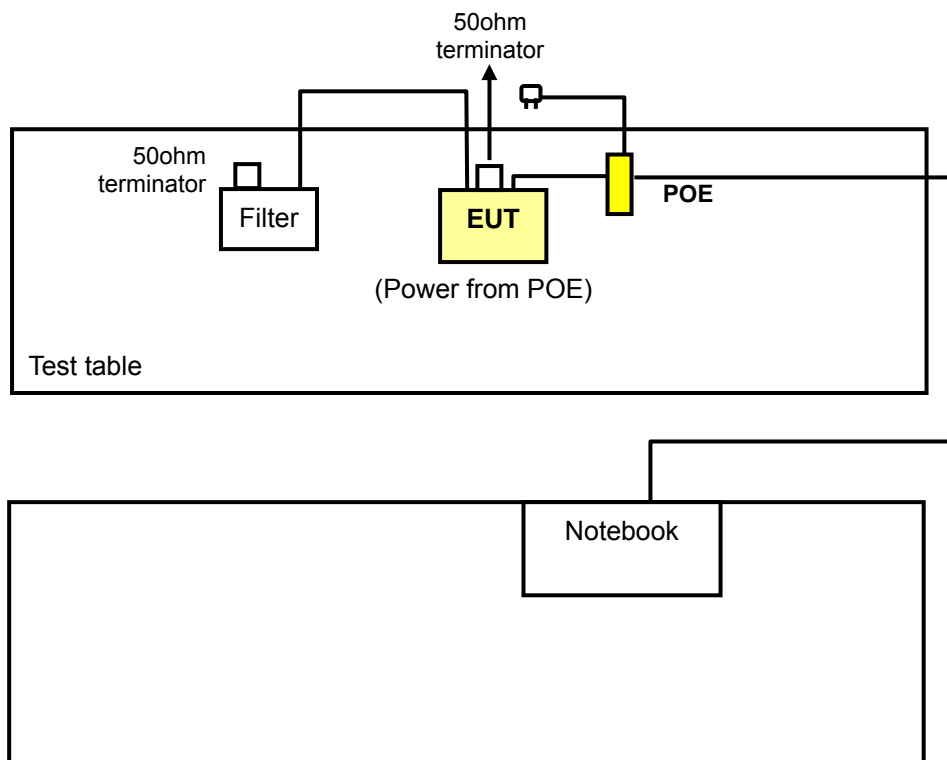 50ohm
terminator
50ohm
terminator
Filter
EUT
POE
(Power from POE)
Test table
Notebook